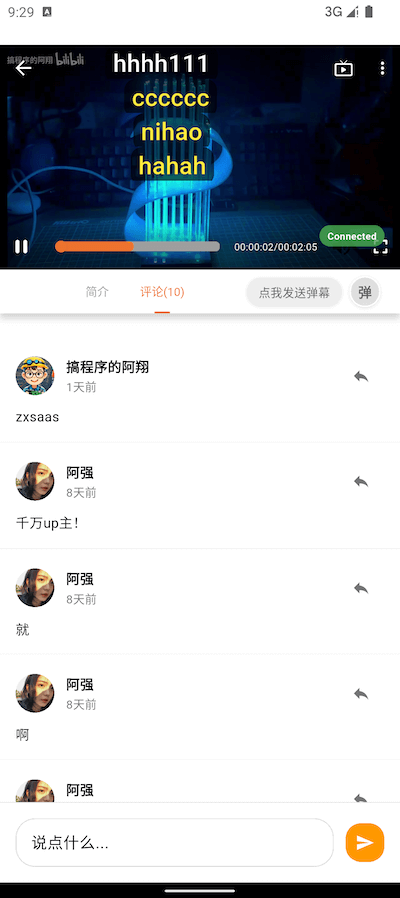 9:29
A
3G
搞程序的阿翔 bilibili
hhhh111
cccccc
nihao
hahah
00:00:02/00:02:05
Connected
简介
评论(10)
点我发送弹幕
弹
搞程序的阿翔
1天前
zxsaas
阿强
8天前
千万up主！
阿强
8天前
就
阿强
8天前
啊
阿强
说点什么...